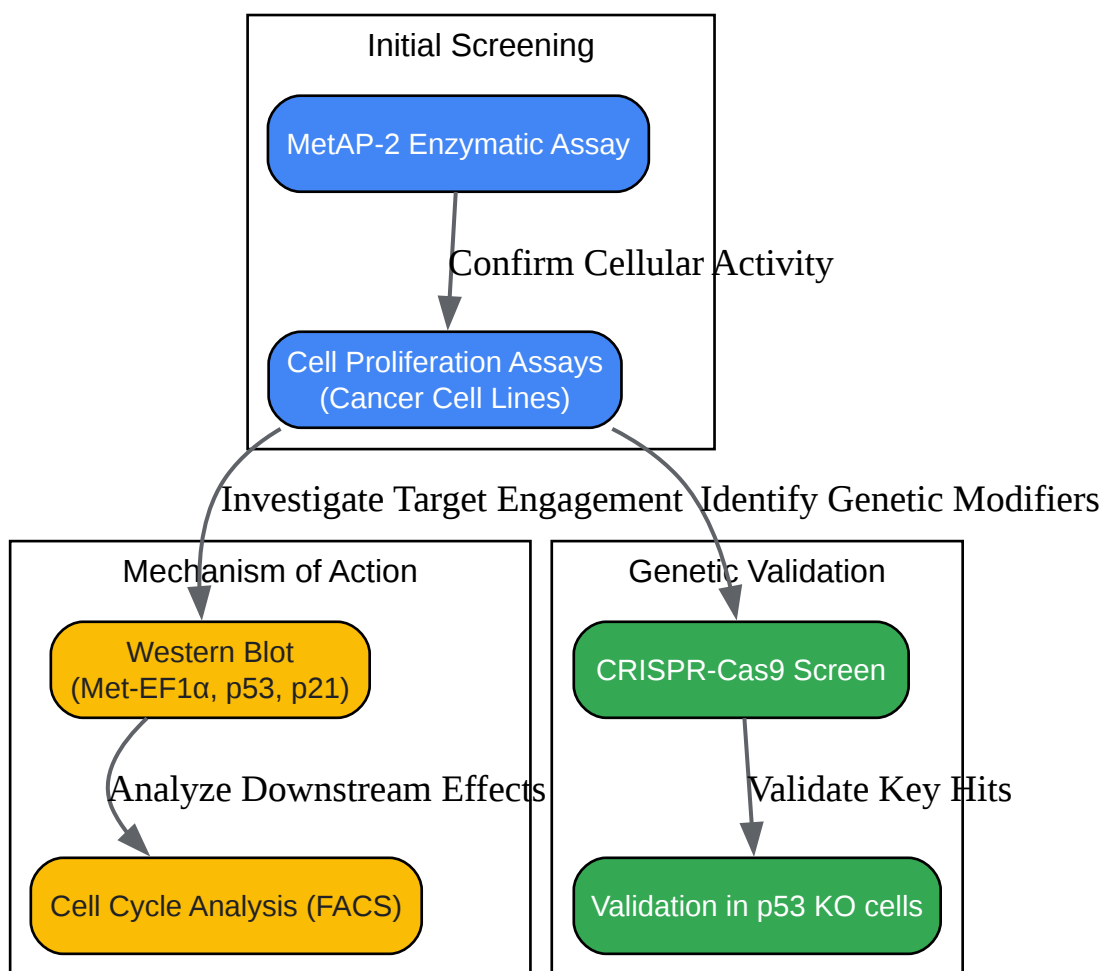 Initial Screening
MetAP-2 Enzymatic Assay
Confirm Cellular Activity
Cell Proliferation Assays
(Cancer Cell Lines)
Investigate Target Engagement
Identify Genetic Modifiers
Mechanism of Action
Genetic Validation
Western Blot
(Met-EF1α, p53, p21)
CRISPR-Cas9 Screen
Analyze Downstream Effects
Validate Key Hits
Cell Cycle Analysis (FACS)
Validation in p53 KO cells